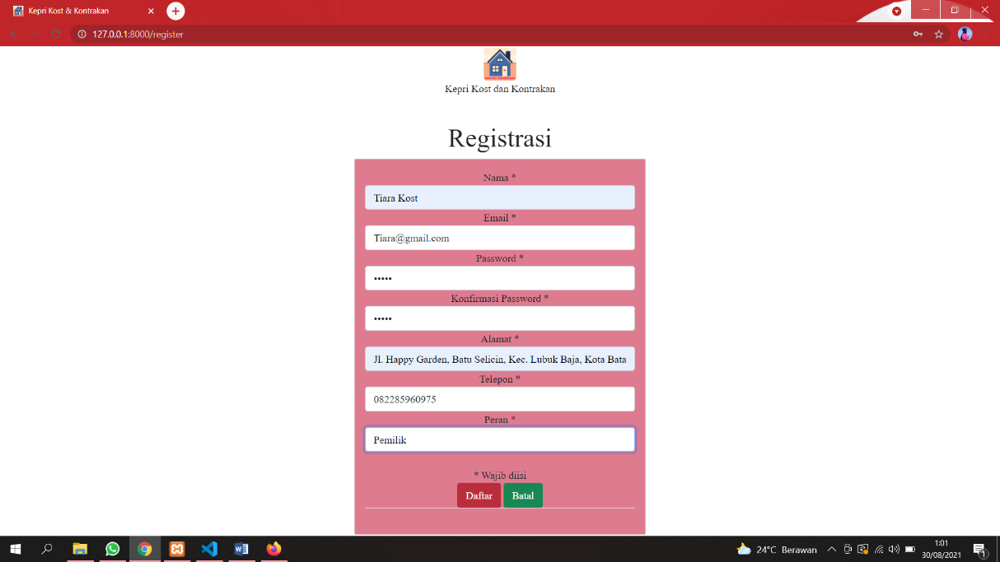 Kepri Kost & Kontrakan
127.0.0.1:8000/register
Kepri Kost dan Kontrakan
Registrasi
Nama *
Tiara Kost
Email *
Tiara@gmail.com
Password *
•••••
Konfirmasi Password *
•••••
Alamat *
Jl. Happy Garden, Batu Selicin, Kec. Lubuk Baja, Kota Bata
Telepon *
082285960975
Peran *
Pemilik
* Wajib diisi
Daftar Batal
24°C Berawan
1:01
30/08/2021
1